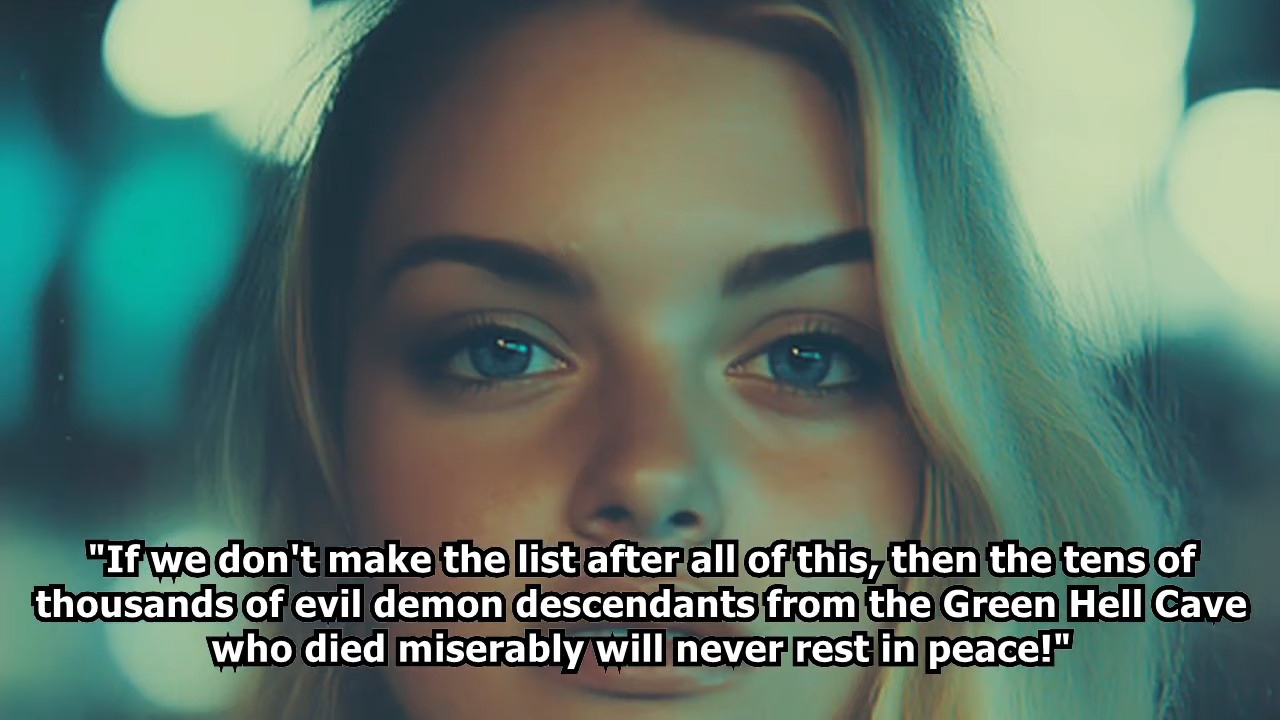 "If we don't make the list after all of this, then the tens of
thousands of evil demon descendants from the Green Hell Cave
who died miserably will never rest in peace!"